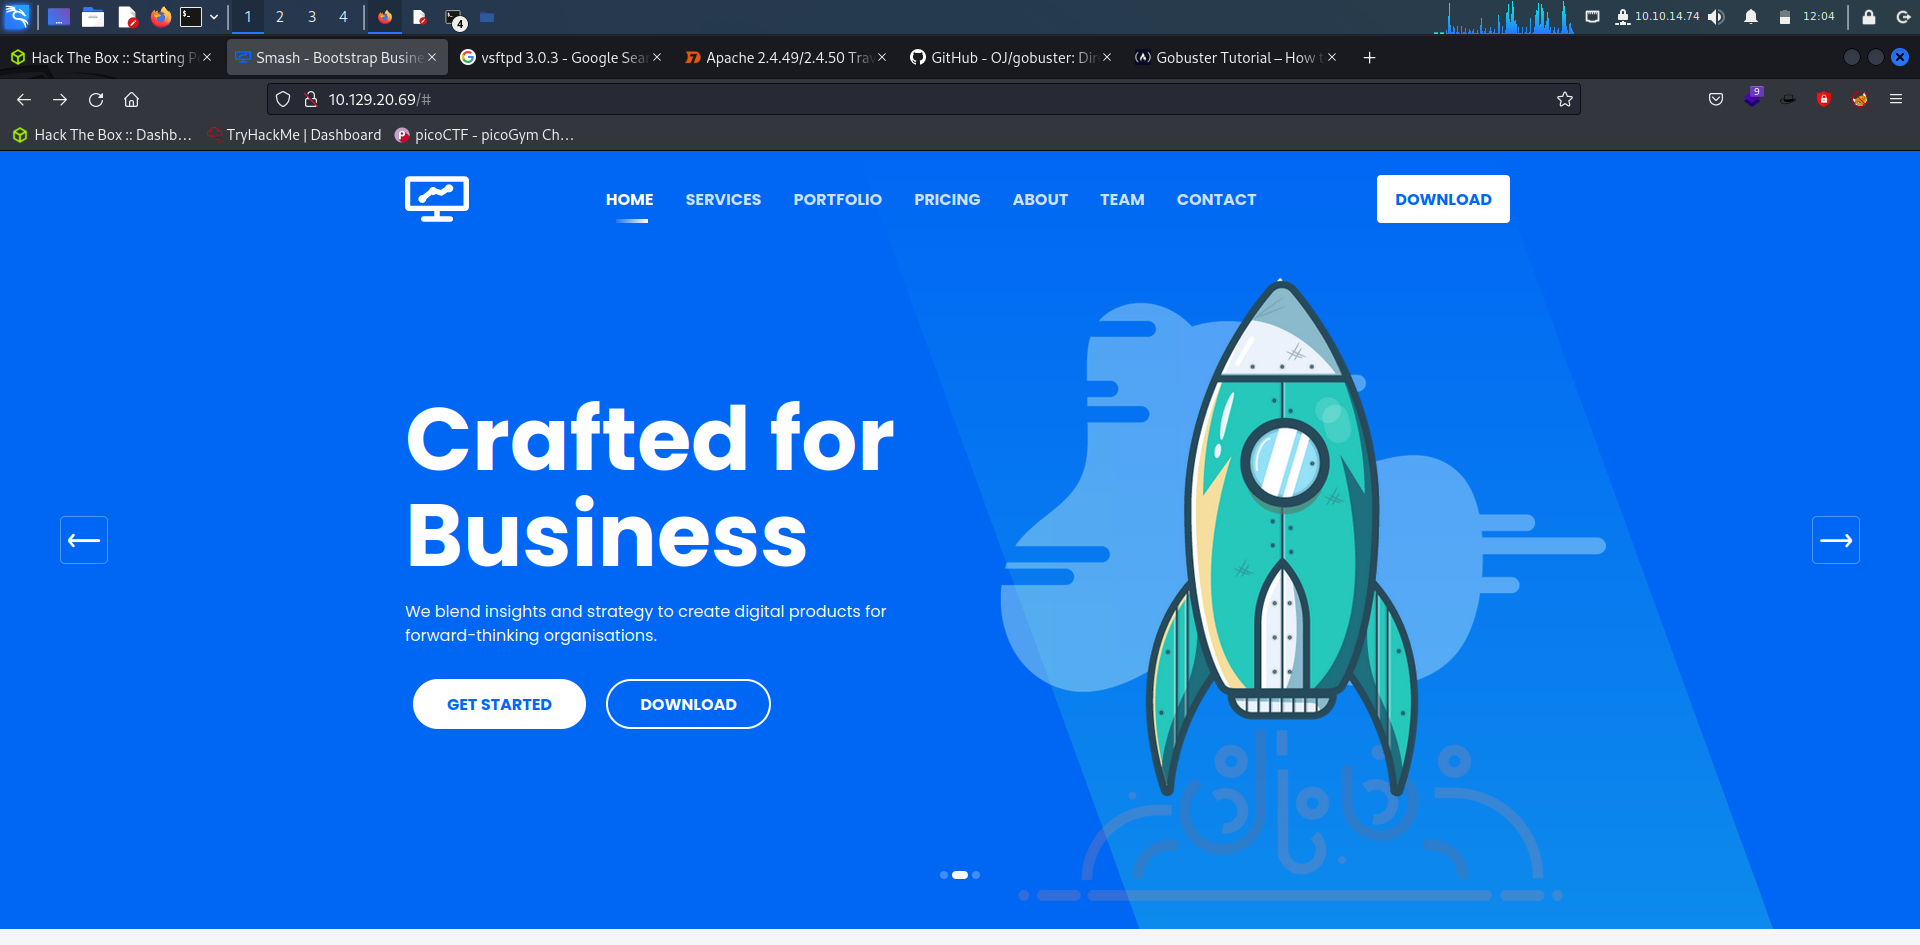 1 2 3 4
4
10.10.14.74
12:04
Hack The Box :: Starting P
Smash - Bootstrap Busine
vsftpd 3.0.3 - Google Sear
Apache 2.4.49/2.4.50 Trav
GitHub - OJ/gobuster: Dir
Gobuster Tutorial – How t
10.129.20.69/#
9
Hack The Box :: Dashb...
TryHackMe | Dashboard
picoCTF - picoGym Ch...
HOME SERVICES PORTFOLIO PRICING ABOUT TEAM CONTACT
DOWNLOAD
Crafted for
Business
We blend insights and strategy to create digital products for
forward-thinking organisations.
GET STARTED
DOWNLOAD